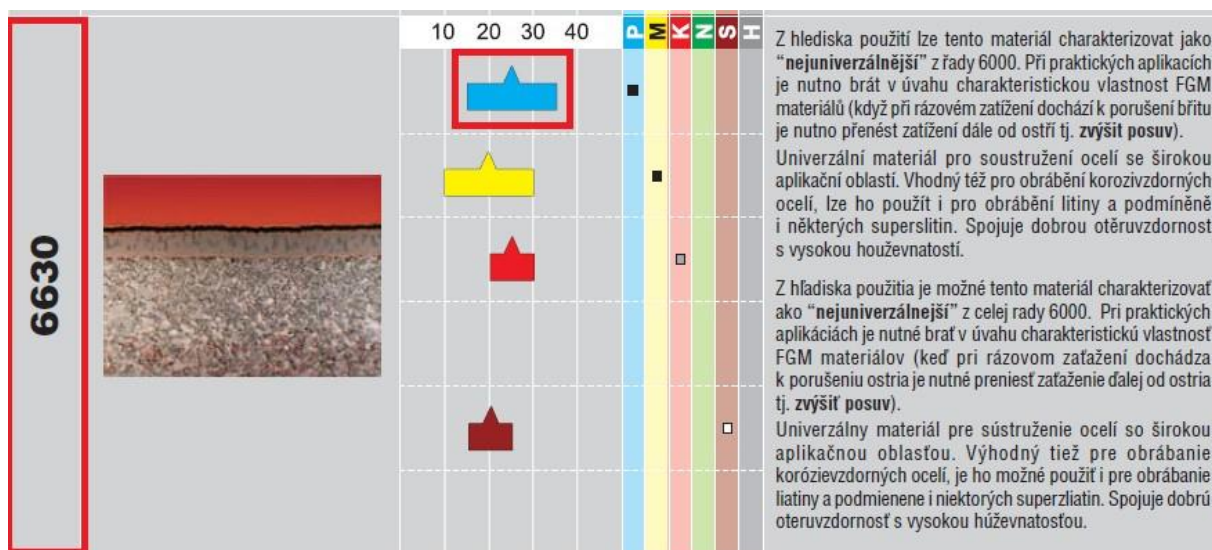 6630
10 20 30 40
P M K N S H
Z hlediska použití lze tento materiál charakterizovat jako
“nejuniverzálnější” z řady 6000. Při praktických aplikacích
je nutno brát v úvahu charakteristickou vlastnost FGM
materiálů (když při rázovém zatížení dochází k porušení břitu
je nutno přenést zatížení dále od ostří tj. zvýšit posuv).
Univerzální materiál pro soustružení ocelí se širokou
aplikační oblastí. Vhodný též pro obrábění korozivzdorných
ocelí, lze ho použít i pro obrábění litiny a podmíněně
i některých superslitin. Spojuje dobrou otěruvzdornost
s vysokou houževnatostí.
Z hľadiska použitia je možné tento materiál charakterizovať
ako “nejuniverzálnejší” z celej rady 6000. Pri praktických
aplikáciách je nutné brať v úvahu charakteristickú vlastnosť
FGM materiálov (keď pri rázovom zaťažení dochádza
k porušeniu ostria je nutné preniesť zaťaženie ďalej od ostria
tj. zvýšiť posuv).
Univerzálny materiál pre sústruženie ocelí so širokou
aplikačnou oblasťou. Výhodný tiež pre obrábanie
korózievzdorných ocelí, je ho možné použiť i pre obrábanie
liatiny a podmienene i niektorých superzliatin. Spojuje dobrú
oteruvzdornosť s vysokou húževnatosťou.